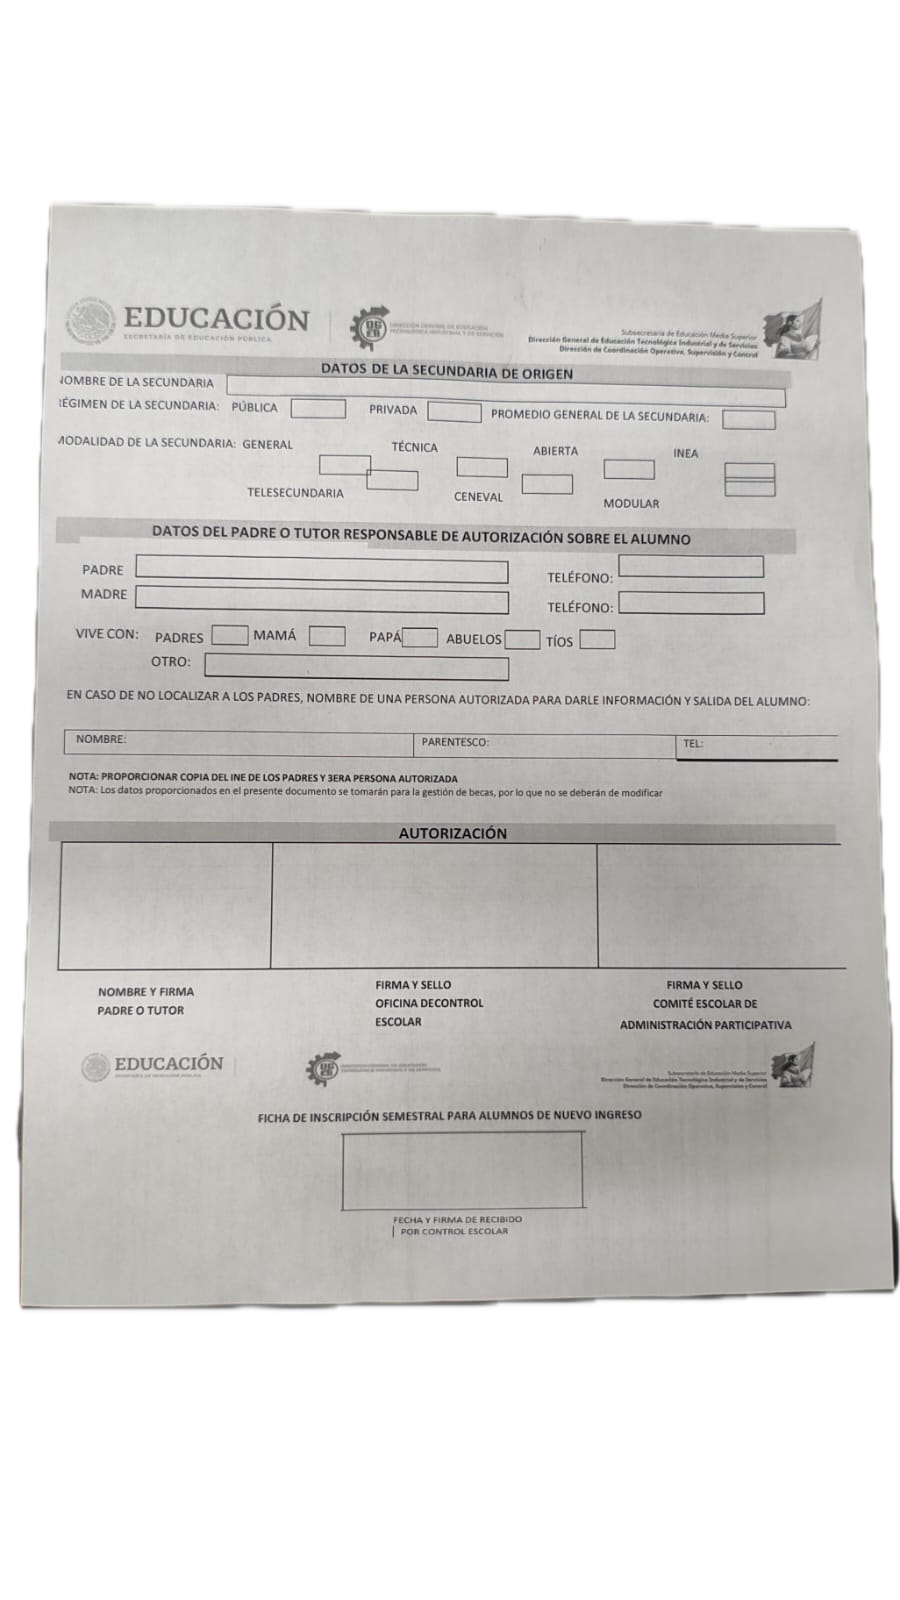 EDUCACIÓN
SECRETARÍA DE EDUCACIÓN PÚBLICA
DIRECCIÓN GENERAL DE EDUCACIÓN
TECNOLÓGICA INDUSTRIAL Y DE SERVICIOS
Subsecretaría de Educación Media Superior
Dirección General de Educación Tecnológica Industrial y de Servicios
Dirección de Coordinación Operativa, Supervisión y Control
DATOS DE LA SECUNDARIA DE ORIGEN
NOMBRE DE LA SECUNDARIA
RÉGIMEN DE LA SECUNDARIA: PÚBLICA PRIVADA PROMEDIO GENERAL DE LA SECUNDARIA:
MODALIDAD DE LA SECUNDARIA: GENERAL TÉCNICA ABIERTA INEA
TELESECUNDARIA CENEVAL MODULAR
DATOS DEL PADRE O TUTOR RESPONSABLE DE AUTORIZACIÓN SOBRE EL ALUMNO
PADRE TELÉFONO:
MADRE TELÉFONO:
VIVE CON: PADRES MAMÁ PAPÁ ABUELOS TÍOS
OTRO:
EN CASO DE NO LOCALIZAR A LOS PADRES, NOMBRE DE UNA PERSONA AUTORIZADA PARA DARLE INFORMACIÓN Y SALIDA DEL ALUMNO:
NOMBRE: PARENTESCO: TEL:
NOTA: PROPORCIONAR COPIA DEL INE DE LOS PADRES Y 3ERA PERSONA AUTORIZADA
NOTA: Los datos proporcionados en el presente documento se tomarán para la gestión de becas, por lo que no se deberán de modificar
AUTORIZACIÓN
NOMBRE Y FIRMA
PADRE O TUTOR
FIRMA Y SELLO
OFICINA DECONTROL
ESCOLAR
FIRMA Y SELLO
COMITÉ ESCOLAR DE
ADMINISTRACIÓN PARTICIPATIVA
EDUCACIÓN
SECRETARÍA DE EDUCACIÓN PÚBLICA
DIRECCIÓN GENERAL DE EDUCACIÓN
TECNOLÓGICA INDUSTRIAL Y DE SERVICIOS
Subsecretaría de Educación Media Superior
Dirección General de Educación Tecnológica Industrial y de Servicios
Dirección de Coordinación Operativa, Supervisión y Control
FICHA DE INSCRIPCIÓN SEMESTRAL PARA ALUMNOS DE NUEVO INGRESO
FECHA Y FIRMA DE RECIBIDO
POR CONTROL ESCOLAR